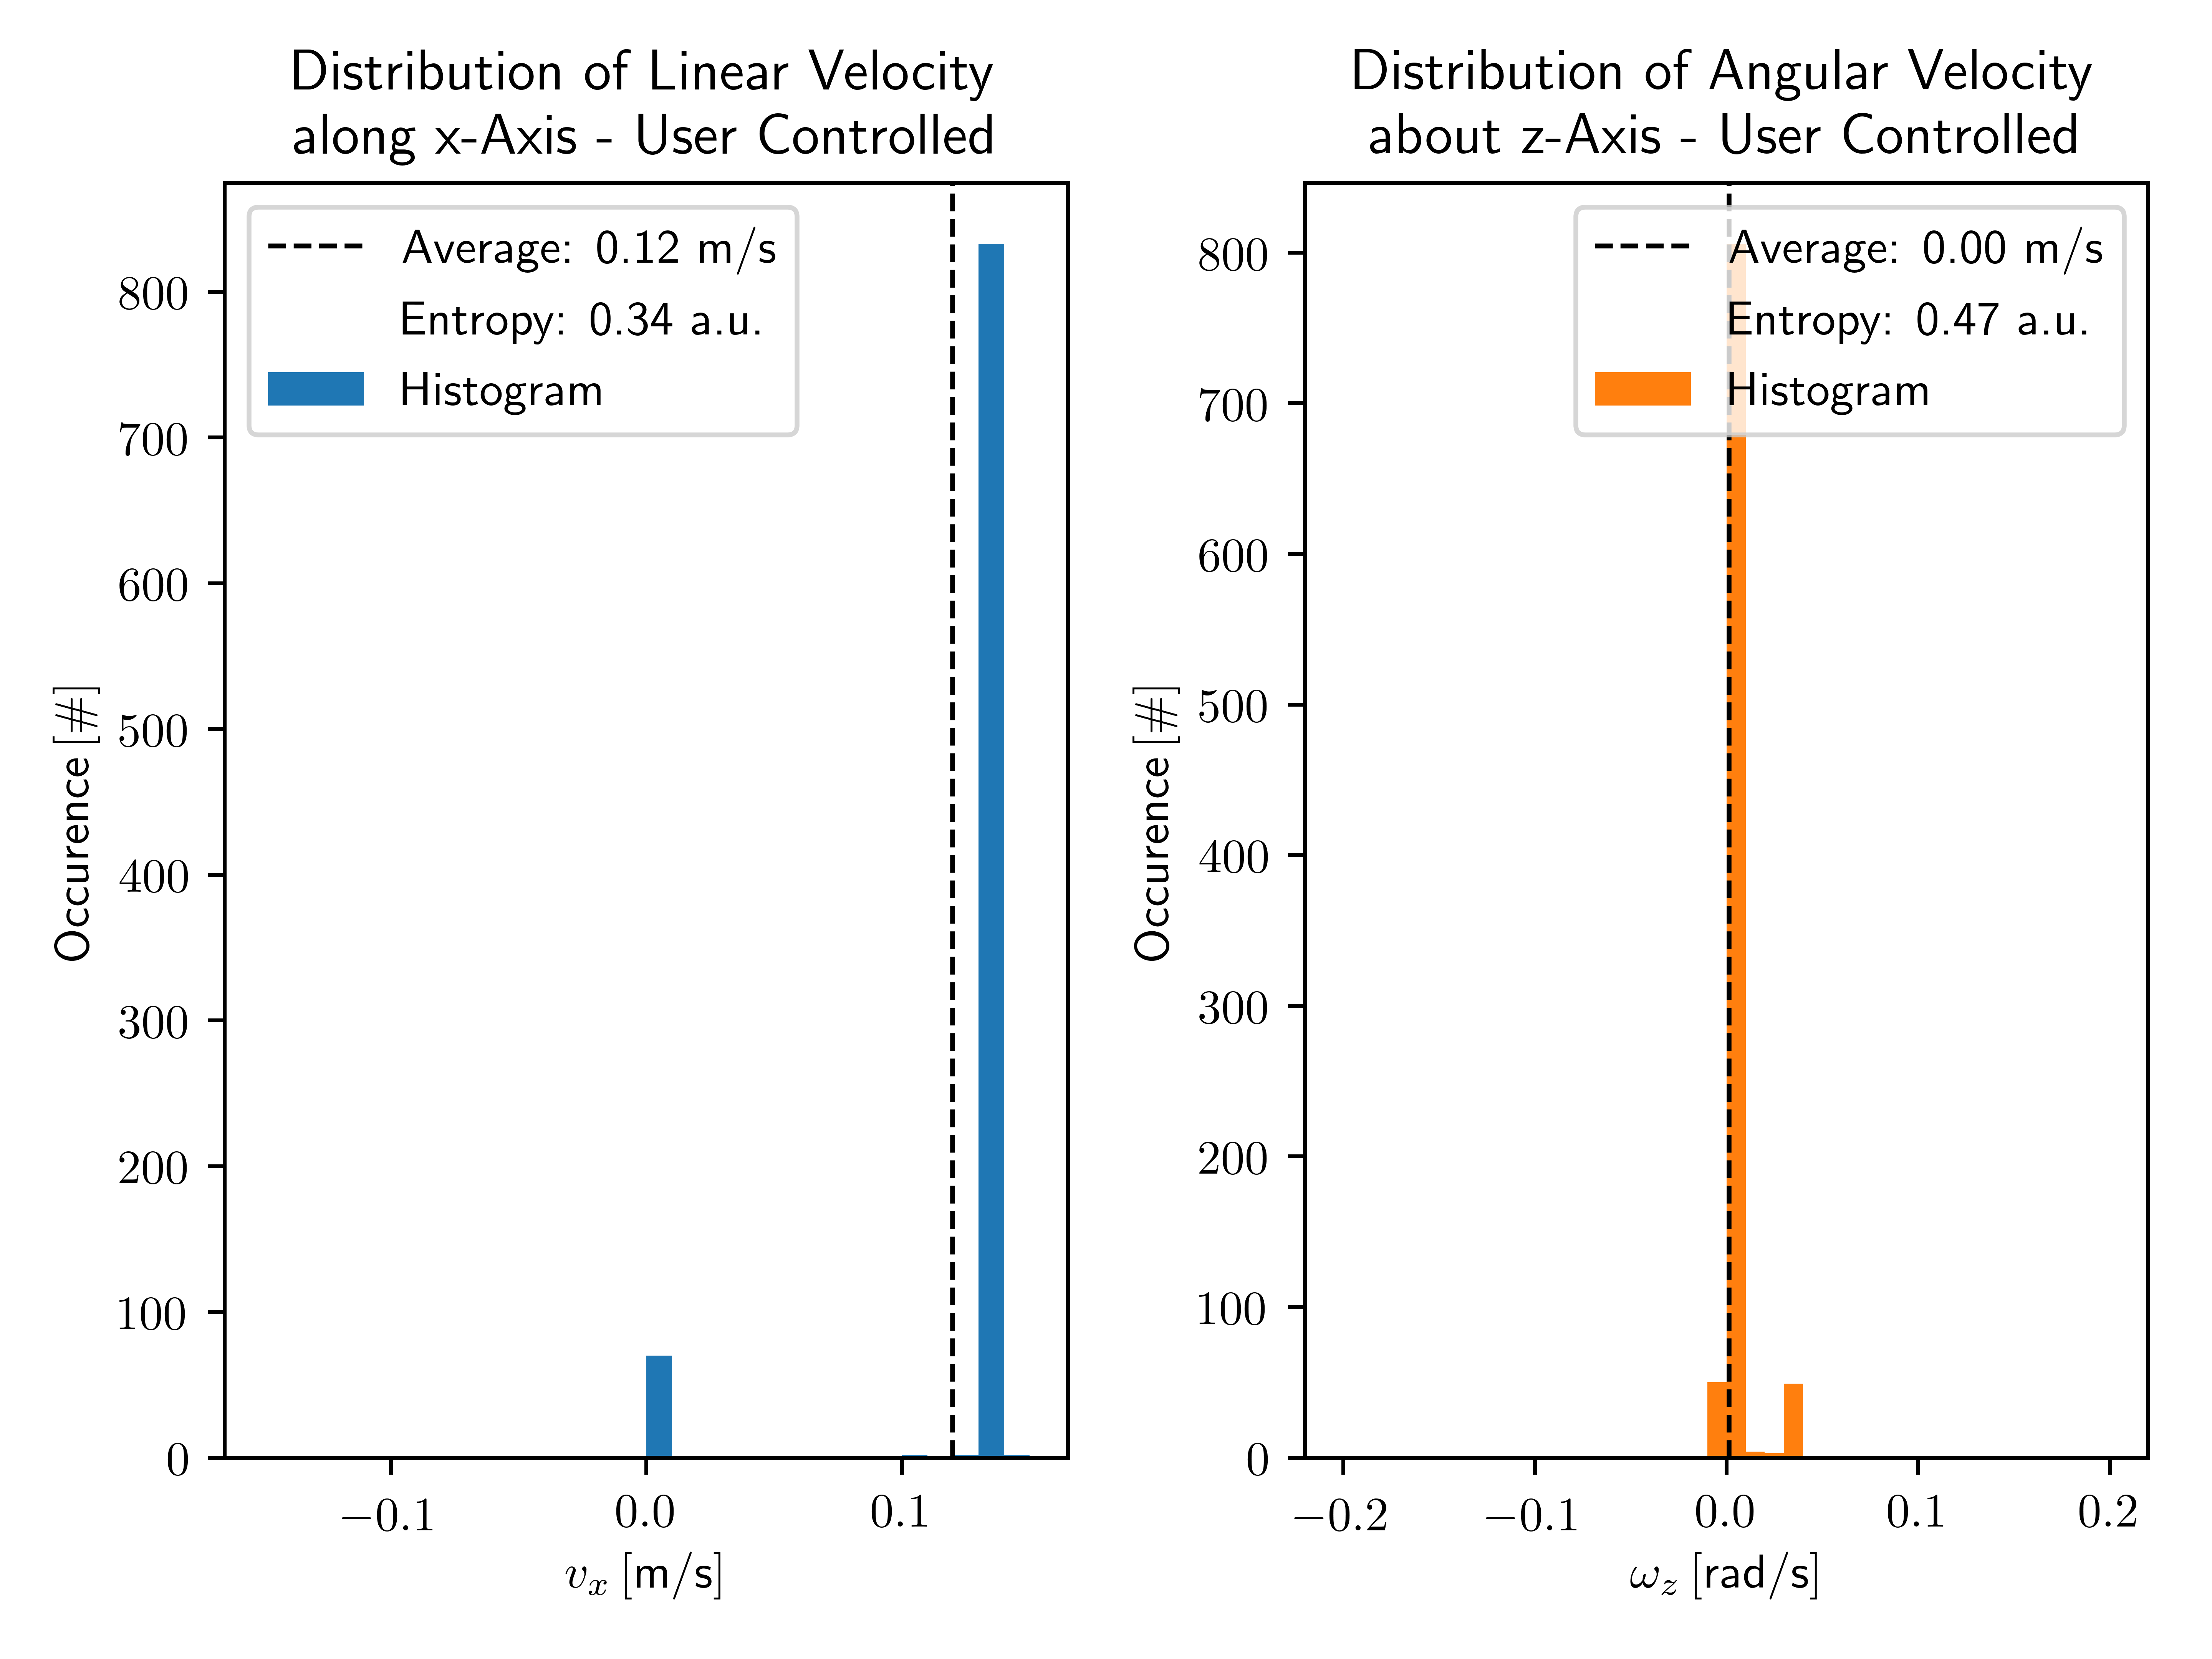 Distribution of Linear Velocity
along x-Axis - User Controlled
Average: 0.12 m/s
Entropy: 0.34 a.u.
Histogram
Occurence [#]
800
700
600
500
400
300
200
100
0
−0.1 0.0 0.1
v_x [m/s]
Distribution of Angular Velocity
about z-Axis - User Controlled
Average: 0.00 m/s
Entropy: 0.47 a.u.
Histogram
Occurence [#]
800
700
600
500
400
300
200
100
0
−0.2 −0.1 0.0 0.1 0.2
ω_z [rad/s]